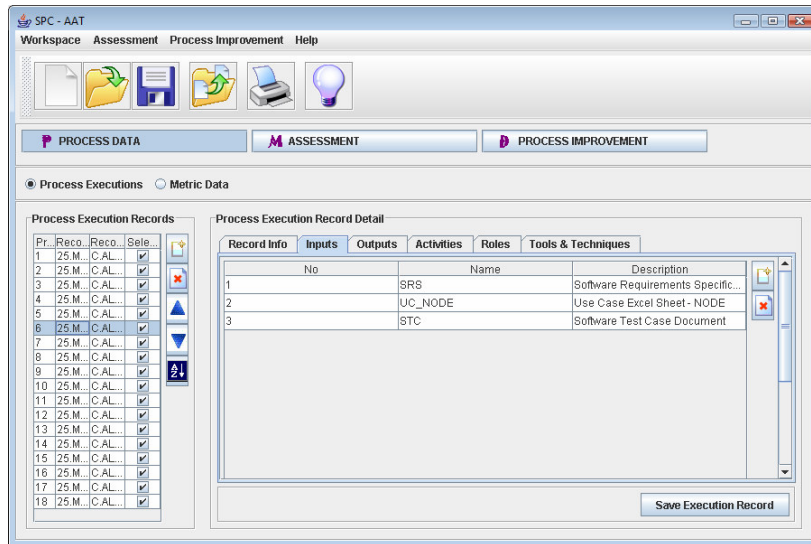 SPC - AAT
Workspace Assessment Process Improvement Help
P PROCESS DATA M ASSESSMENT PROCESS IMPROVEMENT
Process Executions Metric Data
Process Execution Records Process Execution Record Detail
Record Info Inputs Outputs Activities Roles Tools & Techniques
Pr... Reco... Reco... Sele...
1 25.M... C.AL...
2 25.M... C.AL...
3 25.M... C.AL...
4 25.M... C.AL...
5 25.M... C.AL...
6 25.M... C.AL...
7 25.M... C.AL...
8 25.M... C.AL...
9 25.M... C.AL...
10 25.M... C.AL...
11 25.M... C.AL...
12 25.M... C.AL...
13 25.M... C.AL...
14 25.M... C.AL...
15 25.M... C.AL...
16 25.M... C.AL...
17 25.M... C.AL...
18 25.M... C.AL...
A Z
No Name Description
1 SRS Software Requirements Specific...
2 UC_NODE Use Case Excel Sheet - NODE
3 STC Software Test Case Document
Save Execution Record